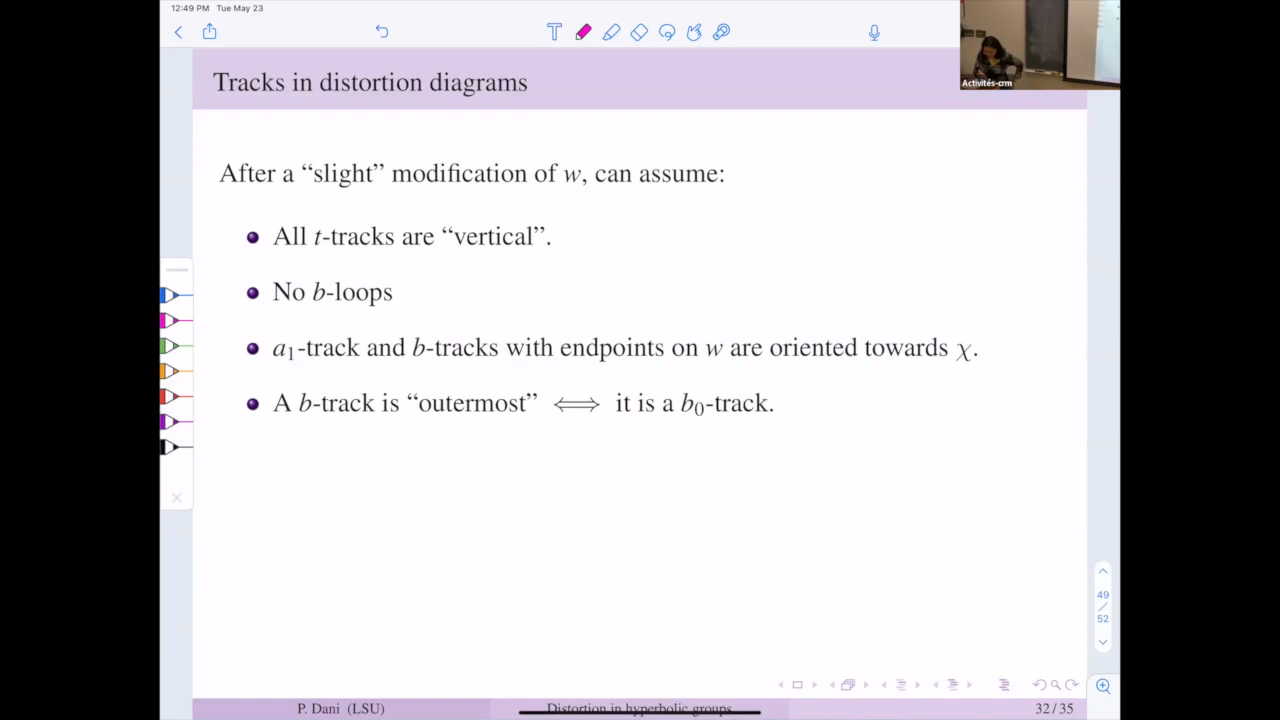 12:49 PM Tue May 23
Activités-crm
Tracks in distortion diagrams
After a “slight” modification of w, can assume:
All t-tracks are “vertical”.
No b-loops
a₁-track and b-tracks with endpoints on w are oriented towards χ.
A b-track is “outermost” ⟺ it is a b₀-track.
49
/
52
P. Dani (LSU) Distortion in hyperbolic groups 32 / 35